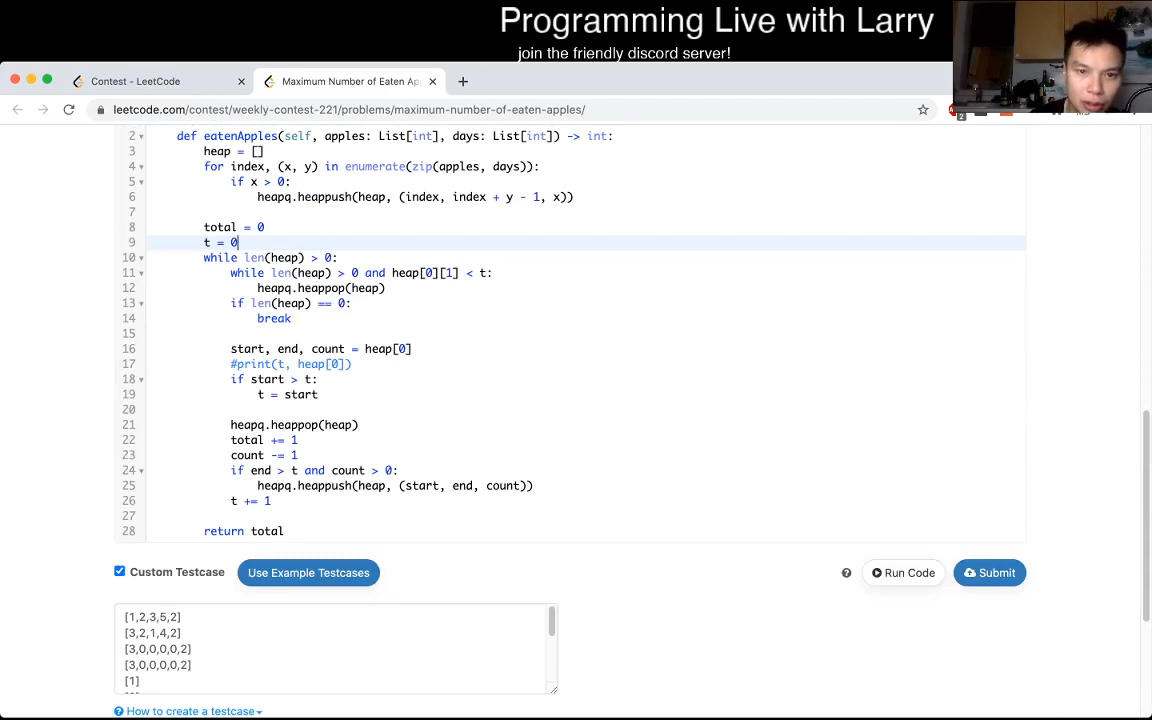 Programming Live with Larry
join the friendly discord server!
Contest - LeetCode
Maximum Number of Eaten Ap
leetcode.com/contest/weekly-contest-221/problems/maximum-number-of-eaten-apples/
2
2 def eatenApples(self, apples: List[int], days: List[int]) -> int:
3 heap = []
4 for index, (x, y) in enumerate(zip(apples, days)):
5 if x > 0:
6 heapq.heappush(heap, (index, index + y - 1, x))
7
8 total = 0
9 t = 0
10 while len(heap) > 0:
11 while len(heap) > 0 and heap[0][1] < t:
12 heapq.heappop(heap)
13 if len(heap) == 0:
14 break
15
16 start, end, count = heap[0]
17 #print(t, heap[0])
18 if start > t:
19 t = start
20
21 heapq.heappop(heap)
22 total += 1
23 count -= 1
24 if end > t and count > 0:
25 heapq.heappush(heap, (start, end, count))
26 t += 1
27
28 return total
Custom Testcase
Use Example Testcases
Run Code
Submit
[1,2,3,5,2]
[3,2,1,4,2]
[3,0,0,0,0,2]
[3,0,0,0,0,2]
[1]
How to create a testcase